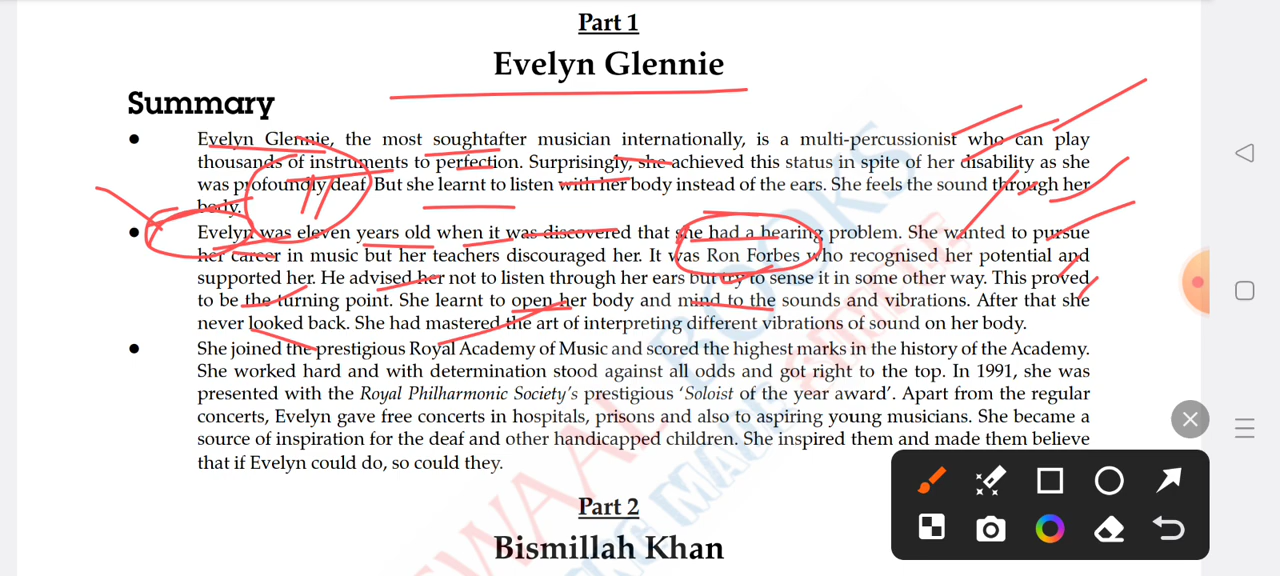 Part 1
Evelyn Glennie
Summary
● Evelyn Glennie, the most soughtafter musician internationally, is a multi-percussionist who can play
thousands of instruments to perfection. Surprisingly, she achieved this status in spite of her disability as she
was profoundly deaf. But she learnt to listen with her body instead of the ears. She feels the sound through her
body.
● Evelyn was eleven years old when it was discovered that she had a hearing problem. She wanted to pursue
her career in music but her teachers discouraged her. It was Ron Forbes who recognised her potential and
supported her. He advised her not to listen through her ears but try to sense it in some other way. This proved
to be the turning point. She learnt to open her body and mind to the sounds and vibrations. After that she
never looked back. She had mastered the art of interpreting different vibrations of sound on her body.
● She joined the prestigious Royal Academy of Music and scored the highest marks in the history of the Academy.
She worked hard and with determination stood against all odds and got right to the top. In 1991, she was
presented with the Royal Philharmonic Society's prestigious 'Soloist of the year award'. Apart from the regular
concerts, Evelyn gave free concerts in hospitals, prisons and also to aspiring young musicians. She became a
source of inspiration for the deaf and other handicapped children. She inspired them and made them believe
that if Evelyn could do, so could they.
Part 2
Bismillah Khan